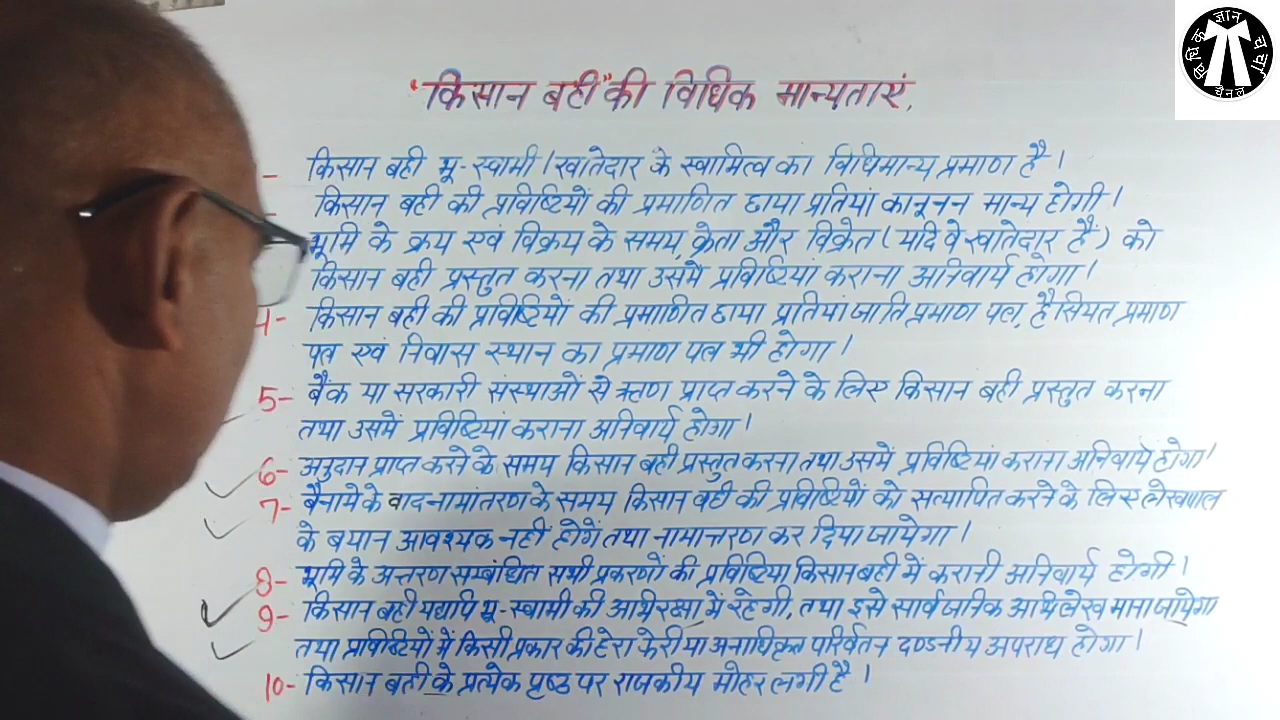 विधिक ज्ञान चर्चा
चैनल
"किसान बही" की विधिक मान्यताएं.
- किसान बही भू-स्वामी/खातेदार के स्वामित्व का विधिमान्य प्रमाण है।
- किसान बही की प्रविष्टियों की प्रमाणित छाया प्रतियां कानूनन मान्य होगी।
भूमि के क्रय एवं विक्रय के समय, क्रेता और विक्रेत (यदि वे खातेदार हैं) को
किसान बही प्रस्तुत करना तथा उसमें प्रविष्टियां कराना अनिवार्य होगा।
4- किसान बही की प्रविष्टियों की प्रमाणित छाया प्रतियां जाति प्रमाण पत्र, हैसियत प्रमाण
पत्र एवं निवास स्थान का प्रमाण पत्र भी होगा।
5- बैंक या सरकारी संस्थाओं से ऋण प्राप्त करने के लिए किसान बही प्रस्तुत करना
तथा उसमें प्रविष्टियां कराना अनिवार्य होगा।
6- अनुदान प्राप्त करने के समय किसान बही प्रस्तुत करना तथा उसमें प्रविष्टियां कराना अनिवार्य होगा।
7- बैनामे के वाद नामांतरण के समय किसान वही की प्रविष्टियों को सत्यापित करने के लिए लेखपाल
के बयान आवश्यक नहीं होगें तथा नामान्तरण कर दिया जायेगा।
8- भूमि के अन्तरण सम्बंधित सभी प्रकरणों की प्रविष्टिया किसान बही में करानी अनिवार्य होगी।
9- किसान बही यद्यपि भू-स्वामी की अभिरक्षा में रहेगी, तथा इसे सार्वजनिक अभिलेख माना जायेगा
तथा प्रविष्टियों में किसी प्रकार की हेरा फेरी या अनाधिकृत परिर्वतन दण्डनीय अपराध होगा।
10- किसान बही के प्रत्येक पृष्ठ पर राजकीय मोहर लगी है।